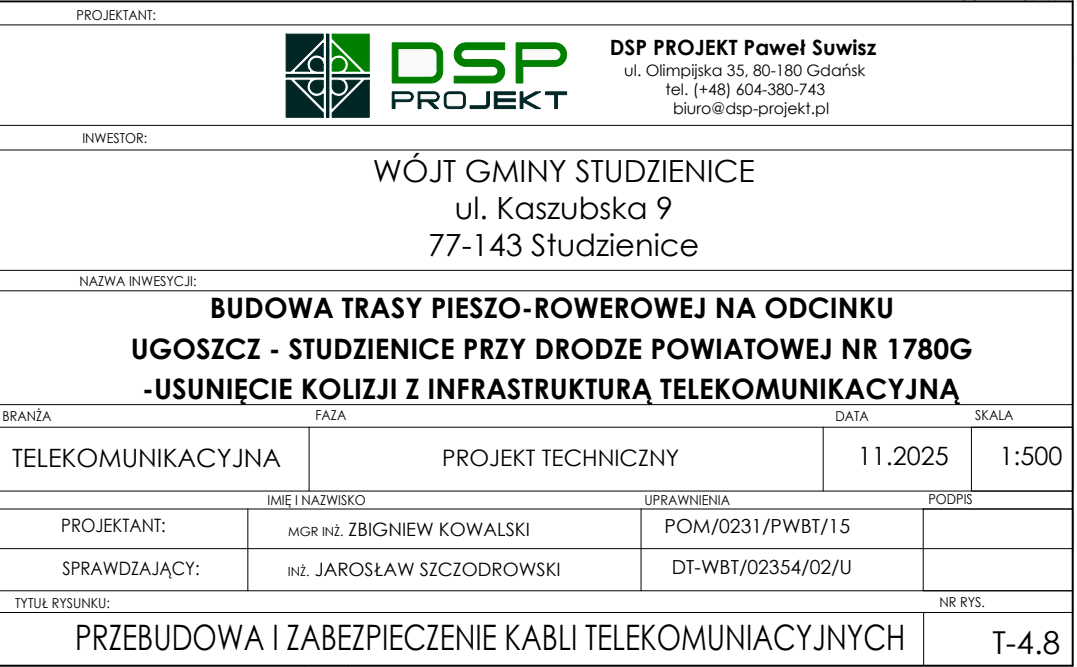 PROJEKTANT:
DSP
PROJEKT
DSP PROJEKT Paweł Suwisz
ul. Olimpijska 35, 80-180 Gdańsk
tel. (+48) 604-380-743
biuro@dsp-projekt.pl
INWESTOR:
WÓJT GMINY STUDZIENICE
ul. Kaszubska 9
77-143 Studzienice
NAZWA INWESYCJI:
BUDOWA TRASY PIESZO-ROWEROWEJ NA ODCINKU
UGOSZCZ - STUDZIENICE PRZY DRODZE POWIATOWEJ NR 1780G
-USUNIĘCIE KOLIZJI Z INFRASTRUKTURĄ TELEKOMUNIKACYJNĄ
BRANŻA FAZA DATA SKALA
TELEKOMUNIKACYJNA PROJEKT TECHNICZNY 11.2025 1:500
IMIĘ I NAZWISKO UPRAWNIENIA PODPIS
PROJEKTANT: MGR INŻ. ZBIGNIEW KOWALSKI POM/0231/PWBT/15
SPRAWDZAJĄCY: INŻ. JAROSŁAW SZCZODROWSKI DT-WBT/02354/02/U
TYTUŁ RYSUNKU: NR RYS.
PRZEBUDOWA I ZABEZPIECZENIE KABLI TELEKOMUNIACYJNYCH T-4.8